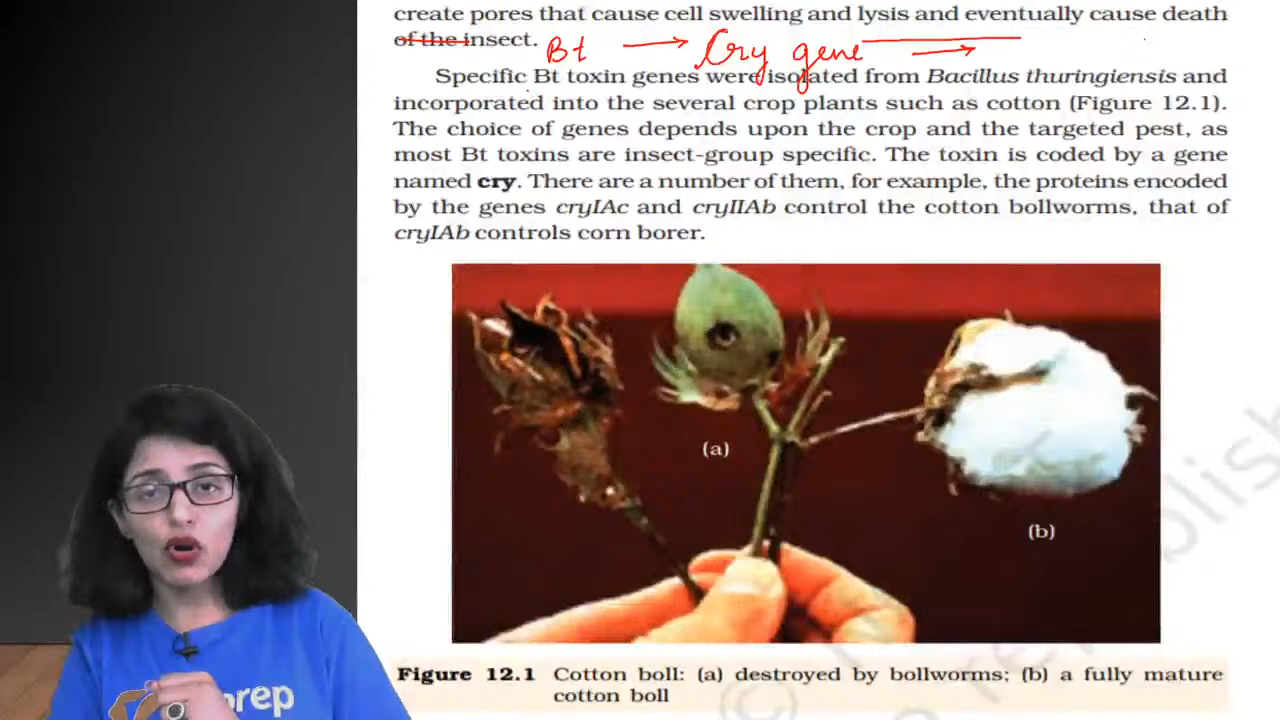 create pores that cause cell swelling and lysis and eventually cause death
of the insect.
Bt → Cry gene →
Specific Bt toxin genes were isolated from Bacillus thuringiensis and
incorporated into the several crop plants such as cotton (Figure 12.1).
The choice of genes depends upon the crop and the targeted pest, as
most Bt toxins are insect-group specific. The toxin is coded by a gene
named cry. There are a number of them, for example, the proteins encoded
by the genes cryIAc and cryIIAb control the cotton bollworms, that of
cryIAb controls corn borer.
(a)
(b)
Figure 12.1 Cotton boll: (a) destroyed by bollworms; (b) a fully mature
cotton boll